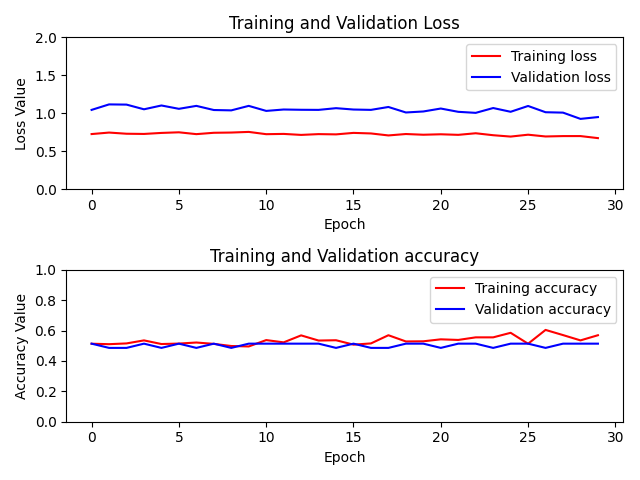 Training and Validation Loss
2.0
1.5
1.0
0.5
0.0
Loss Value
Training loss
Validation loss
0 5 10 15 20 25 30
Epoch
Training and Validation accuracy
1.0
0.8
0.6
0.4
0.2
0.0
Accuracy Value
Training accuracy
Validation accuracy
0 5 10 15 20 25 30
Epoch